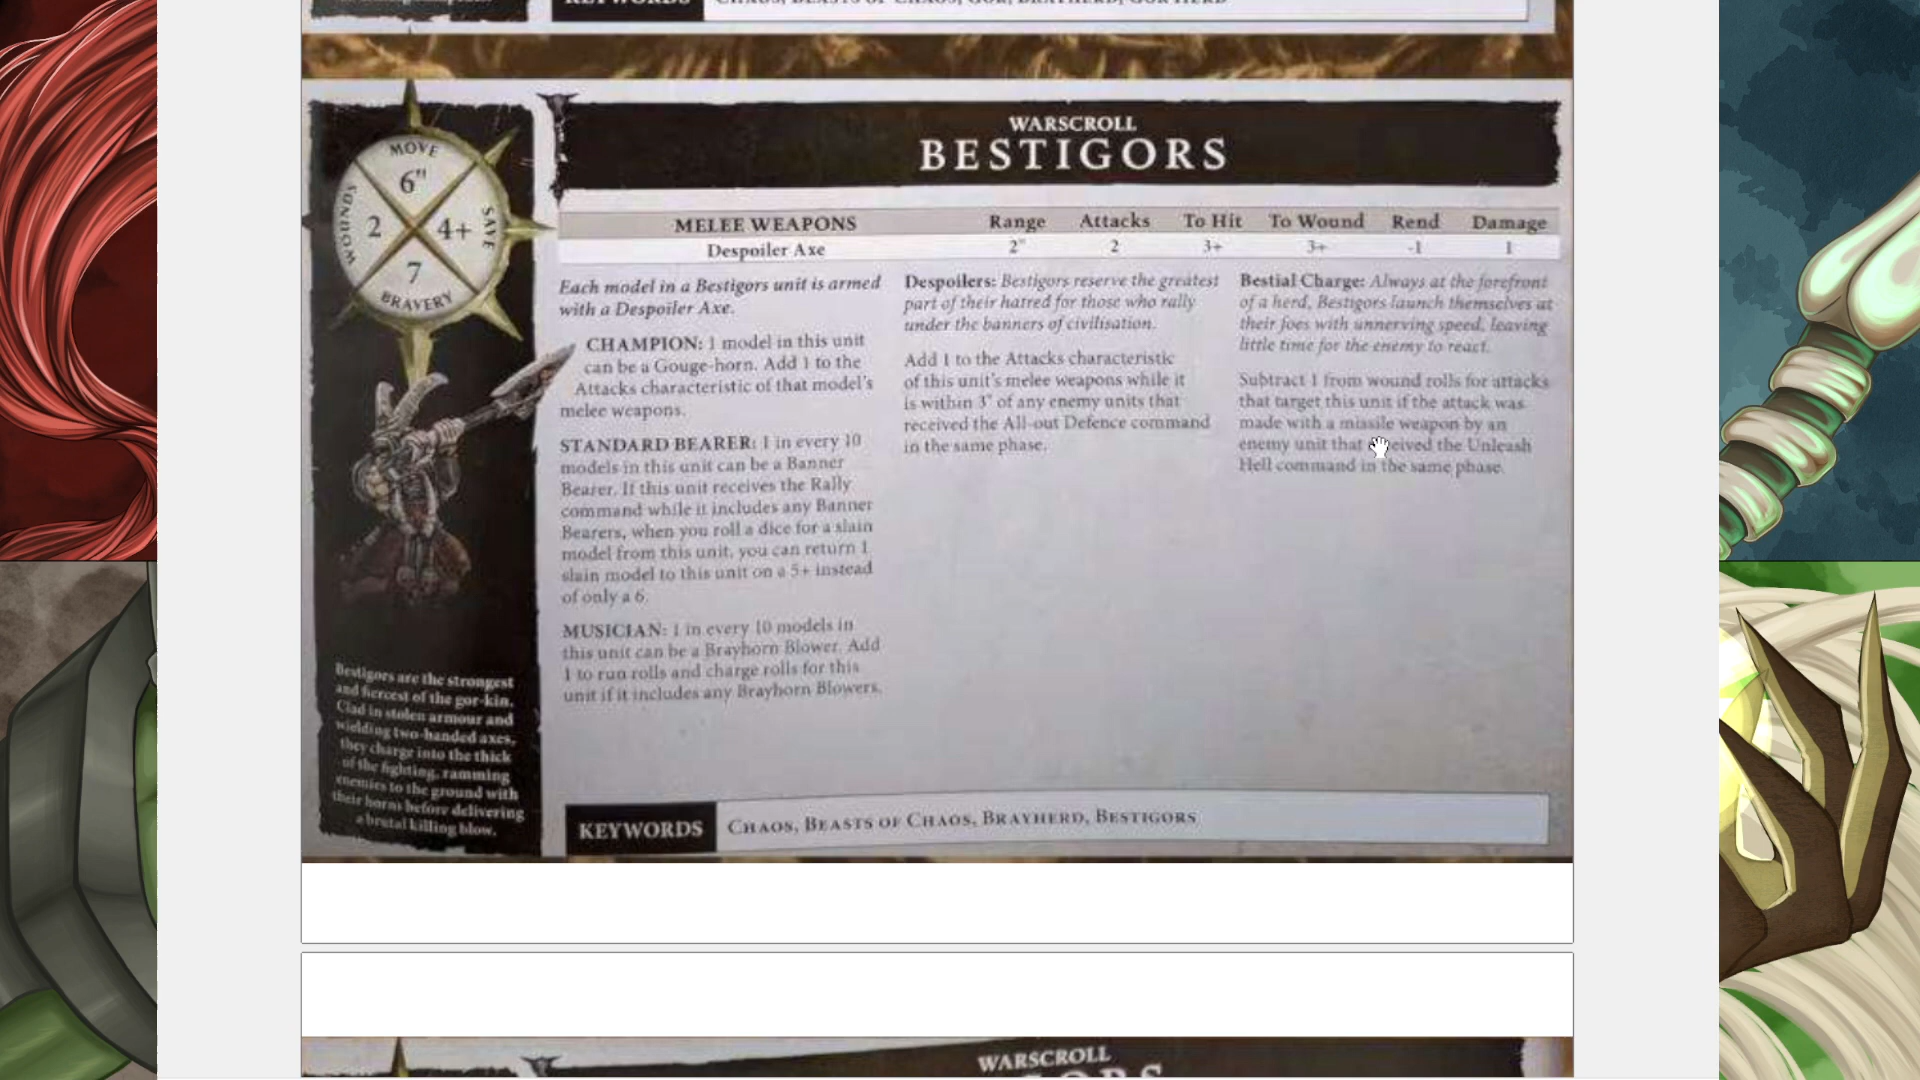 WARSCROLL
BESTIGORS
MOVE
6"
WOUNDS
2
4+
SAVE
7
BRAVERY
MELEE WEAPONS Range Attacks To Hit To Wound Rend Damage
Despoiler Axe 2" 2 3+ 3+ -1 1
Each model in a Bestigors unit is armed
with a Despoiler Axe.
CHAMPION: 1 model in this unit
can be a Gouge-horn. Add 1 to the
Attacks characteristic of that model's
melee weapons.
STANDARD BEARER: 1 in every 10
models in this unit can be a Banner
Bearer. If this unit receives the Rally
command while it includes any Banner
Bearers, when you roll a dice for a slain
model from this unit, you can return 1
slain model to this unit on a 5+ instead
of only a 6.
MUSICIAN: 1 in every 10 models in
this unit can be a Brayhorn Blower. Add
1 to run rolls and charge rolls for this
unit if it includes any Brayhorn Blowers.
Despoilers: Bestigors reserve the greatest
part of their hatred for those who rally
under the banners of civilisation.
Add 1 to the Attacks characteristic
of this unit's melee weapons while it
is within 3" of any enemy units that
received the All-out Defence command
in the same phase.
Bestial Charge: Always at the forefront
of a herd, Bestigors launch themselves at
their foes with unnerving speed, leaving
little time for the enemy to react.
Subtract 1 from wound rolls for attacks
that target this unit if the attack was
made with a missile weapon by an
enemy unit that received the Unleash
Hell command in the same phase.
Bestigors are the strongest
and fiercest of the gor-kin.
Clad in stolen armour and
wielding two-handed axes,
they charge into the thick
of the fighting, ramming
enemies to the ground with
their horns before delivering
a brutal killing blow.
KEYWORDS CHAOS, BEASTS OF CHAOS, BRAYHERD, BESTIGORS
WARSCROLL